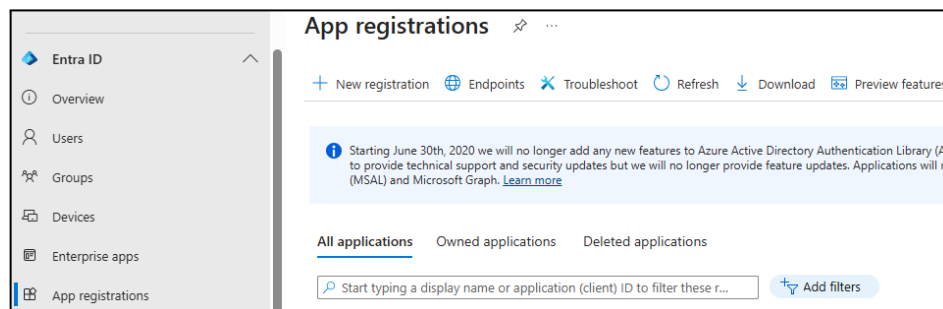 App registrations
Entra ID
Overview
Users
Groups
Devices
Enterprise apps
App registrations
New registration
Endpoints
Troubleshoot
Refresh
Download
Preview features
Starting June 30th, 2020 we will no longer add any new features to Azure Active Directory Authentication Library (A
to provide technical support and security updates but we will no longer provide feature updates. Applications will
(MSAL) and Microsoft Graph. Learn more
All applications
Owned applications
Deleted applications
Start typing a display name or application (client) ID to filter these r...
Add filters